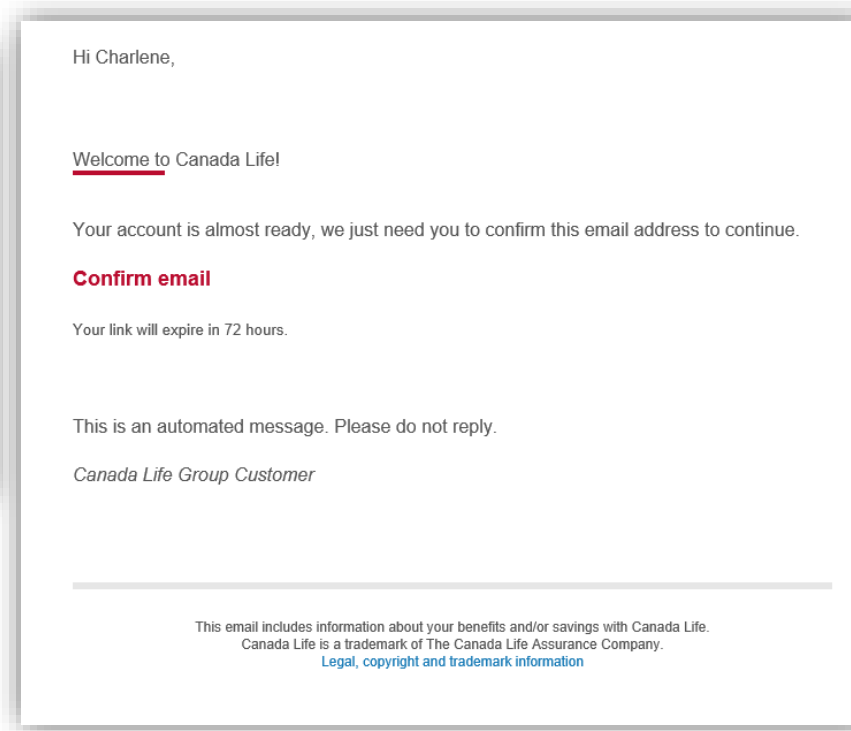 Hi Charlene,
Welcome to Canada Life!
Your account is almost ready, we just need you to confirm this email address to continue.
Confirm email
Your link will expire in 72 hours.
This is an automated message. Please do not reply.
Canada Life Group Customer
This email includes information about your benefits and/or savings with Canada Life.
Canada Life is a trademark of The Canada Life Assurance Company.
Legal, copyright and trademark information